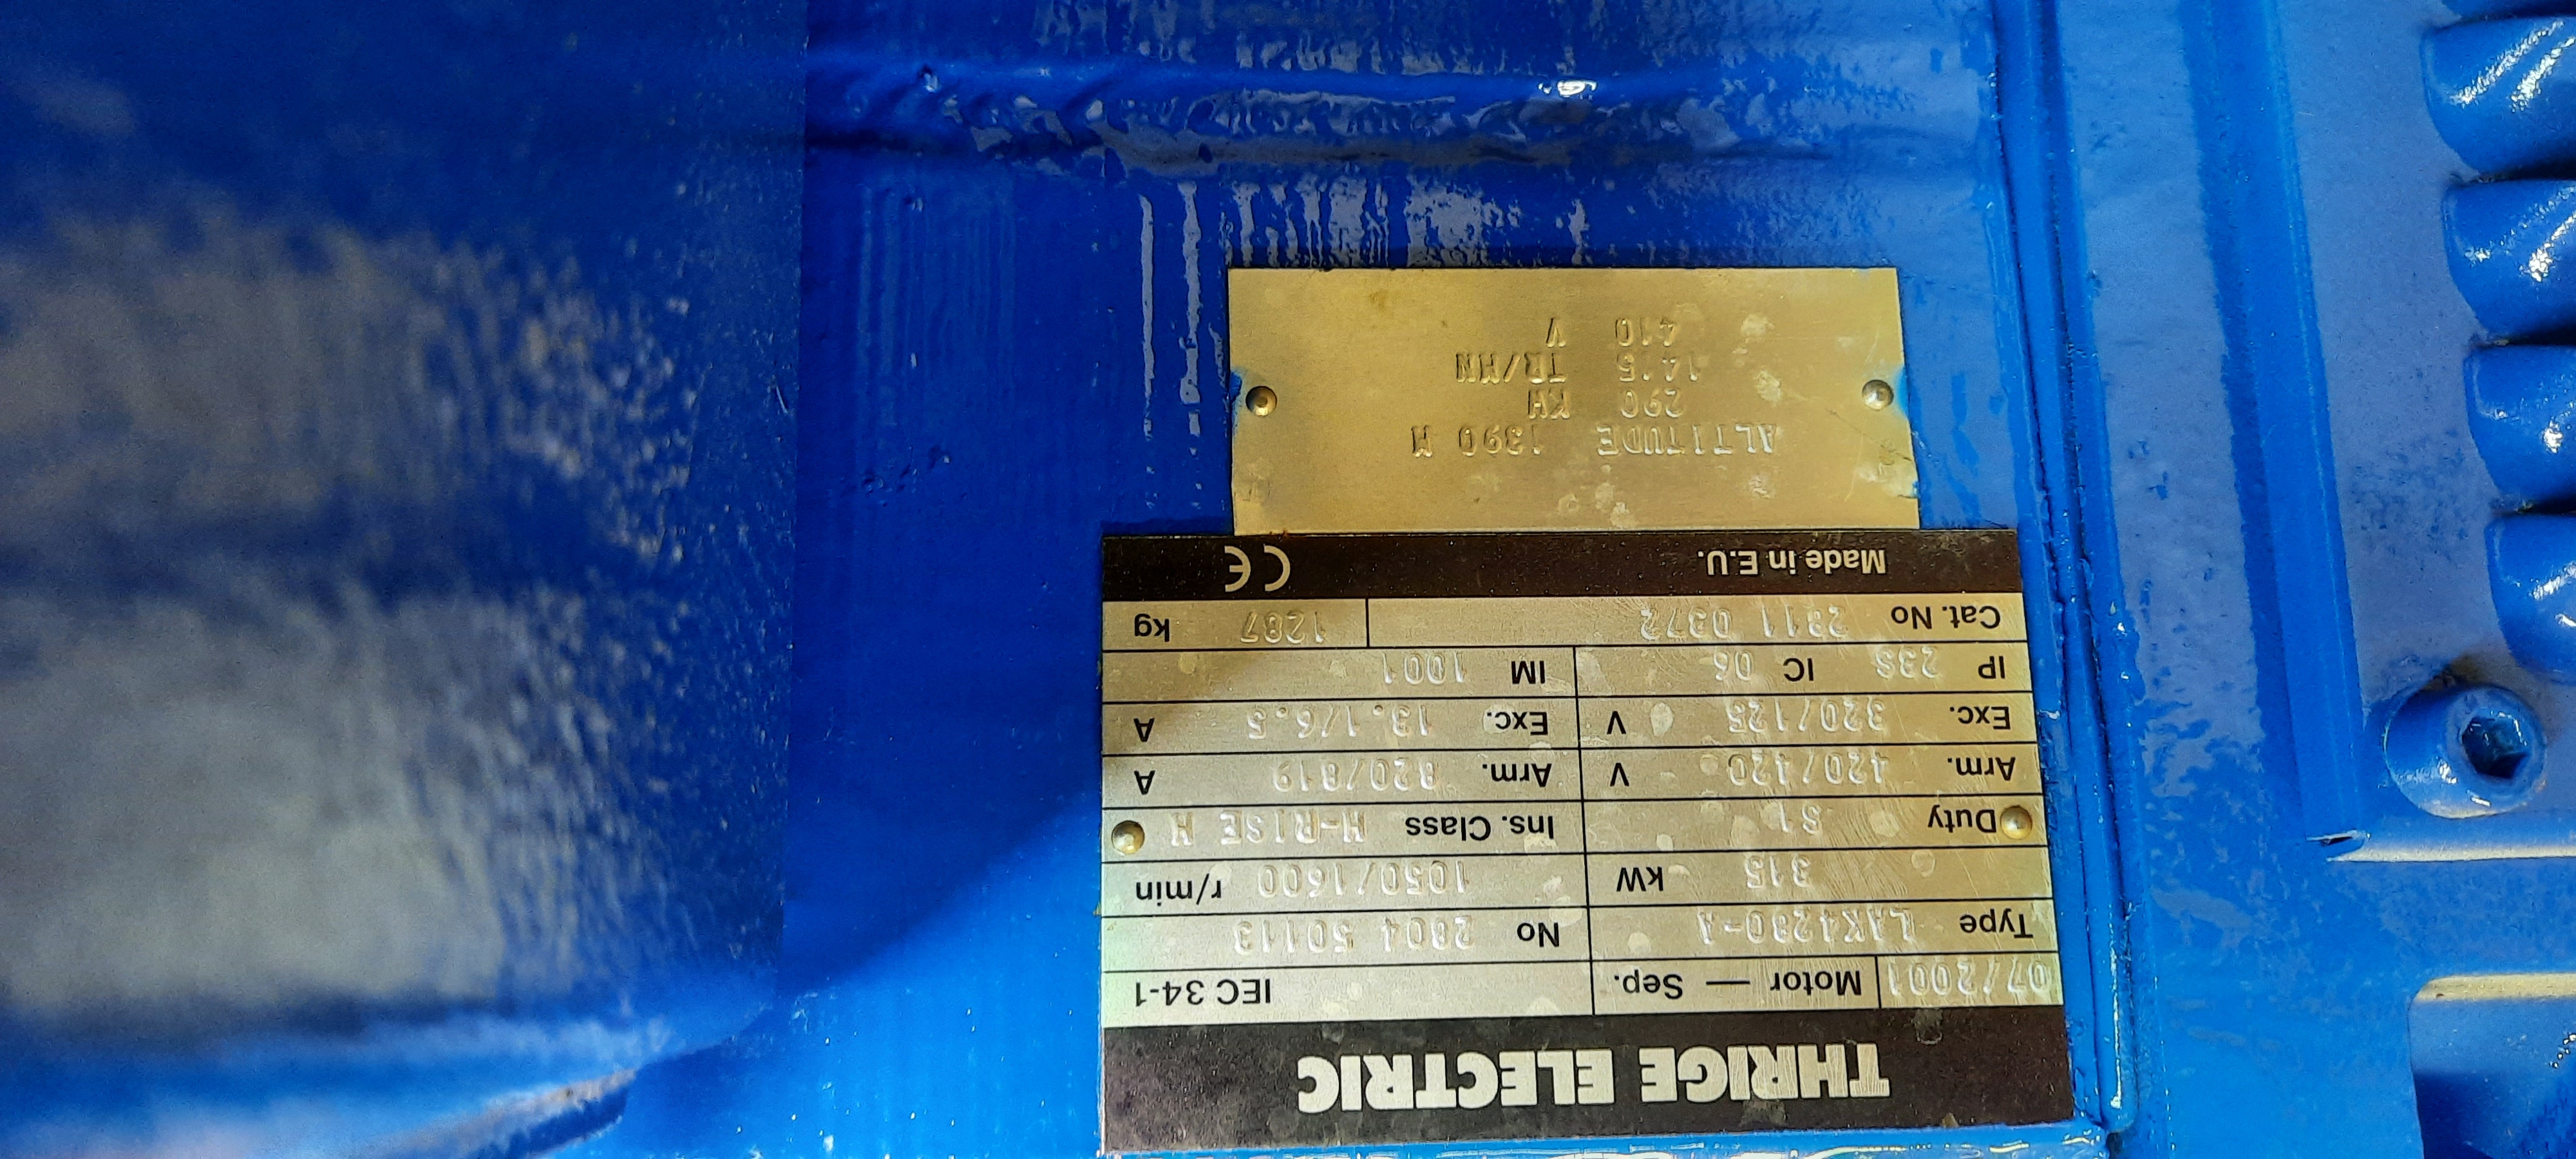 THRIGE ELECTRIC
07/2001 Motor — Sep. IEC 34-1
Type LAK4280-A No 2804 50113
315 kW 1050/1600 r/min
Duty S1 Ins. Class H-RISE H
Arm. 420/420 V Arm. 820/819 A
Exc. 320/125 V Exc. 13.1/6.5 A
IP 23S IC 06 IM 1001
Cat. No 2311 0372 1287 kg
Made in E.U. CE
ALTITUDE 1390 M
290 KW
1415 TR/MN
410 V